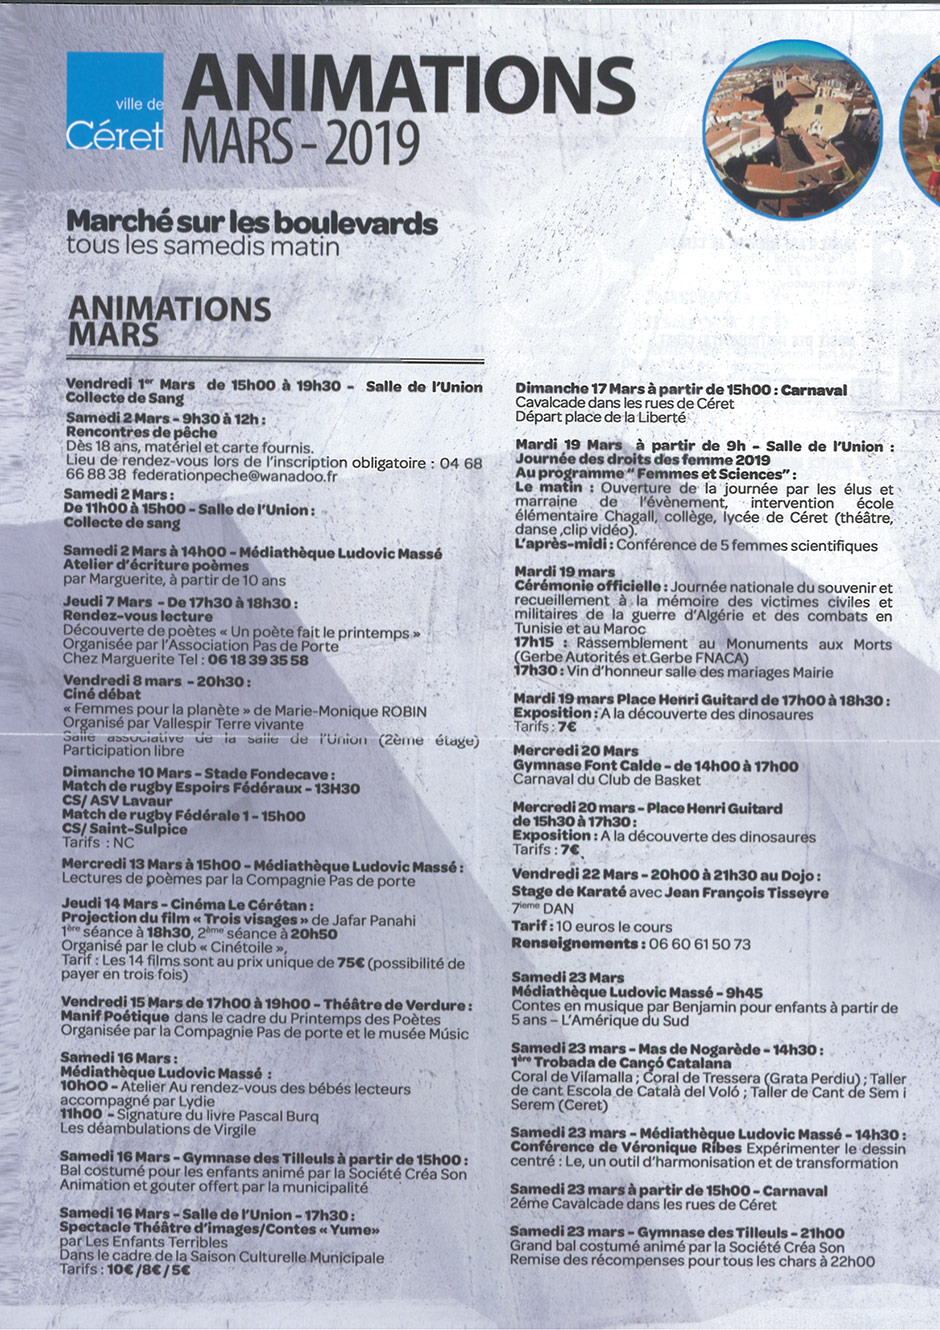 ville de
Céret
ANIMATIONS
MARS - 2019
Marché sur les boulevards
tous les samedis matin
ANIMATIONS
MARS
Vendredi 1er Mars de 15h00 à 19h30 - Salle de l'Union
Collecte de Sang
Samedi 2 Mars - 9h30 à 12h :
Rencontres de pêche
Dès 18 ans, matériel et carte fournis.
Lieu de rendez-vous lors de l'inscription obligatoire : 04 68
66 88 38 federationpeche@wanadoo.fr
Samedi 2 Mars :
De 11h00 à 15h00 - Salle de l'Union :
Collecte de sang
Samedi 2 Mars à 14h00 - Médiathèque Ludovic Massé
Atelier d'écriture poèmes
par Marguerite, à partir de 10 ans
Jeudi 7 Mars - De 17h30 à 18h30 :
Rendez-vous lecture
Découverte de poètes « Un poète fait le printemps »
Organisée par l'Association Pas de Porte
Chez Marguerite Tel : 06 18 39 35 58
Vendredi 8 mars - 20h30 :
Ciné débat
« Femmes pour la planète » de Marie-Monique ROBIN
Organisé par Vallespir Terre vivante
Salle associative de la salle de l'Union (2ème étage)
Participation libre
Dimanche 10 Mars - Stade Fondecave :
Match de rugby Espoirs Fédéraux - 13H30
CS/ ASV Lavaur
Match de rugby Fédérale 1 - 15h00
CS/ Saint-Sulpice
Tarifs : NC
Mercredi 13 Mars à 15h00 - Médiathèque Ludovic Massé :
Lectures de poèmes par la Compagnie Pas de porte
Jeudi 14 Mars - Cinéma Le Cérétan :
Projection du film « Trois visages » de Jafar Panahi
1ère séance à 18h30, 2ème séance à 20h50
Organisé par le club « Cinétoile »,
Tarif : Les 14 films sont au prix unique de 75€ (possibilité de
payer en trois fois)
Vendredi 15 Mars de 17h00 à 19h00 - Théâtre de Verdure :
Manif Poétique dans le cadre du Printemps des Poètes
Organisée par la Compagnie Pas de porte et le musée Músic
Samedi 16 Mars :
Médiathèque Ludovic Massé :
10h00 - Atelier Au rendez-vous des bébés lecteurs
accompagné par Lydie
11h00 - Signature du livre Pascal Burq
Les déambulations de Virgile
Samedi 16 Mars - Gymnase des Tilleuls à partir de 15h00 :
Bal costumé pour les enfants animé par la Société Créa Son
Animation et gouter offert par la municipalité
Samedi 16 Mars - Salle de l'Union - 17h30 :
Spectacle Théâtre d'images/Contes « Yume»
par Les Enfants Terribles
Dans le cadre de la Saison Culturelle Municipale
Tarifs : 10€ /8€ / 5€
Dimanche 17 Mars à partir de 15h00 : Carnaval
Cavalcade dans les rues de Céret
Départ place de la Liberté
Mardi 19 Mars à partir de 9h - Salle de l'Union :
Journée des droits des femme 2019
Au programme " Femmes et Sciences" :
Le matin : Ouverture de la journée par les élus et
marraine de l'évènement, intervention école
élémentaire Chagall, collège, lycée de Céret (théâtre,
danse ,clip vidéo).
L'après-midi : Conférence de 5 femmes scientifiques
Mardi 19 mars
Cérémonie officielle : Journée nationale du souvenir et
recueillement à la mémoire des victimes civiles et
militaires de la guerre d'Algérie et des combats en
Tunisie et au Maroc
17h15 : Rassemblement au Monuments aux Morts
(Gerbe Autorités et Gerbe FNACA)
17h30 : Vin d'honneur salle des mariages Mairie
Mardi 19 mars Place Henri Guitard de 17h00 à 18h30 :
Exposition : A la découverte des dinosaures
Tarifs : 7€
Mercredi 20 Mars
Gymnase Font Calde - de 14h00 à 17h00
Carnaval du Club de Basket
Mercredi 20 mars - Place Henri Guitard
de 15h30 à 17h30 :
Exposition : A la découverte des dinosaures
Tarifs : 7€
Vendredi 22 Mars - 20h00 à 21h30 au Dojo :
Stage de Karaté avec Jean François Tisseyre
7ieme DAN
Tarif : 10 euros le cours
Renseignements : 06 60 61 50 73
Samedi 23 Mars
Médiathèque Ludovic Massé - 9h45
Contes en musique par Benjamin pour enfants à partir de
5 ans – L'Amérique du Sud
Samedi 23 mars - Mas de Nogarède - 14h30 :
1ère Trobada de Cançó Catalana
Coral de Vilamalla ; Coral de Tressera (Grata Perdiu) ; Taller
de cant Escola de Català del Voló ; Taller de Cant de Sem i
Serem (Ceret)
Samedi 23 mars - Médiathèque Ludovic Massé - 14h30 :
Conférence de Véronique Ribes Expérimenter le dessin
centré : Le, un outil d'harmonisation et de transformation
Samedi 23 mars à partir de 15h00 - Carnaval
2éme Cavalcade dans les rues de Céret
Samedi 23 mars - Gymnase des Tilleuls - 21h00
Grand bal costumé animé par la Société Créa Son
Remise des récompenses pour tous les chars à 22h00